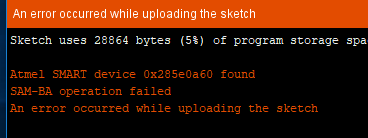 An error occurred while uploading the sketch
Sketch uses 28864 bytes (5%) of program storage spa
Atmel SMART device 0x285e0a60 found
SAM-BA operation failed
An error occurred while uploading the sketch